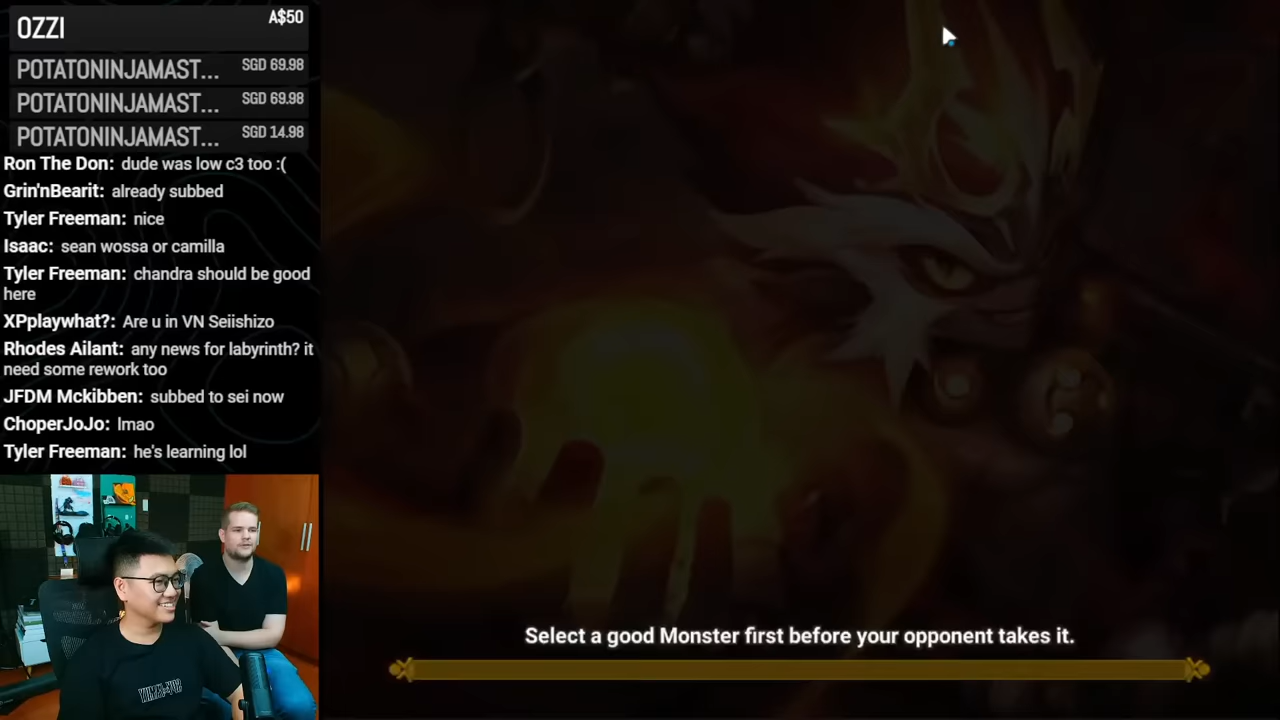 OZZI A$50
POTATONINJAMAST... SGD 69.98
POTATONINJAMAST... SGD 69.98
POTATONINJAMAST... SGD 14.98
Ron The Don: dude was low c3 too :(
Grin'nBearit: already subbed
Tyler Freeman: nice
Isaac: sean wossa or camilla
Tyler Freeman: chandra should be good
here
XPplaywhat?: Are u in VN Seiishizo
Rhodes Ailant: any news for labyrinth? it
need some rework too
JFDM Mckibben: subbed to sei now
ChoperJoJo: lmao
Tyler Freeman: he's learning lol
Select a good Monster first before your opponent takes it.